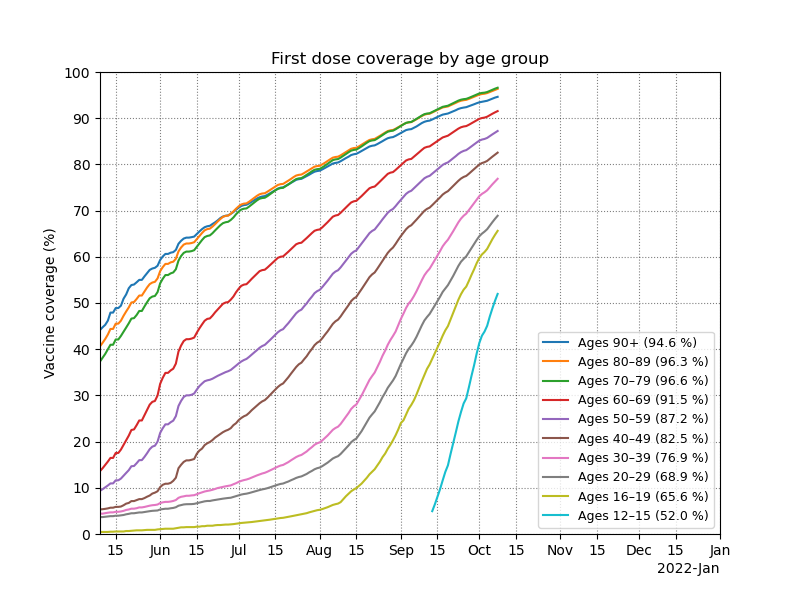 First dose coverage by age group
Vaccine coverage (%)
100
90
80
70
60
50
40
30
20
10
0
15 Jun 15 Jul 15 Aug 15 Sep 15 Oct 15 Nov 15 Dec 15 Jan
2022-Jan
Ages 90+ (94.6 %)
Ages 80–89 (96.3 %)
Ages 70–79 (96.6 %)
Ages 60–69 (91.5 %)
Ages 50–59 (87.2 %)
Ages 40–49 (82.5 %)
Ages 30–39 (76.9 %)
Ages 20–29 (68.9 %)
Ages 16–19 (65.6 %)
Ages 12–15 (52.0 %)